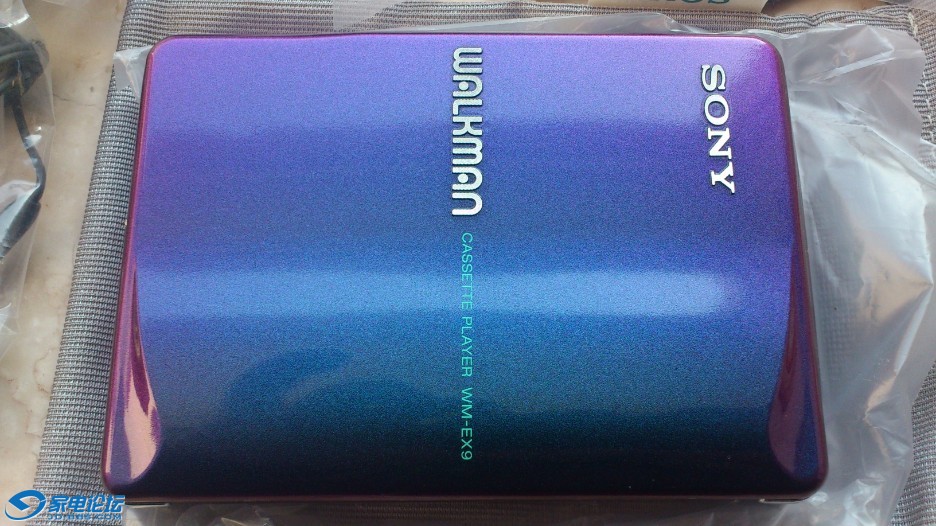 SONY
WALKMAN CASSETTE PLAYER WM-EX9
家电论坛